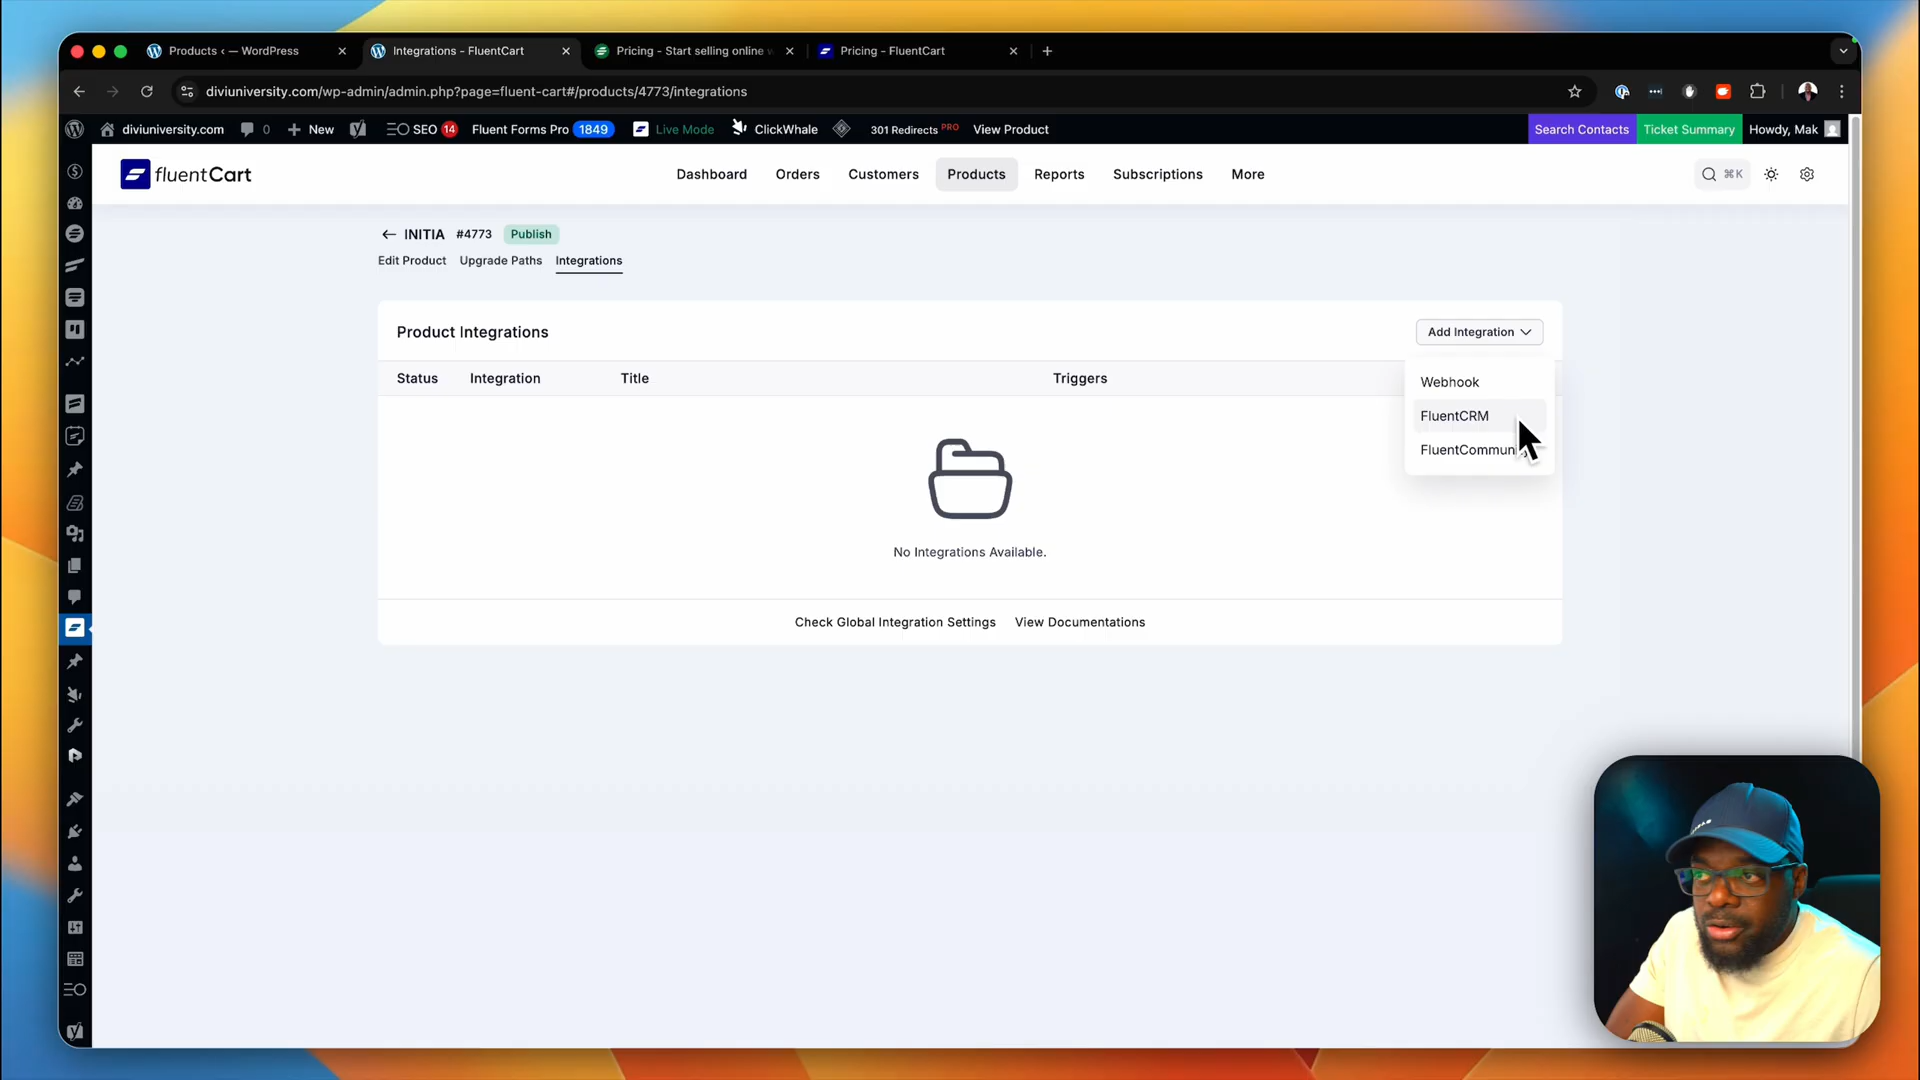 Products ‹ — WordPress
Integrations - FluentCart
Pricing - Start selling online w
Pricing - FluentCart
diviuniversity.com/wp-admin/admin.php?page=fluent-cart#/products/4773/integrations
diviuniversity.com
0
New
SEO 14
Fluent Forms Pro 1849
Live Mode
ClickWhale
301 Redirects PRO
View Product
Search Contacts
Ticket Summary
Howdy, Mak
fluentCart
Dashboard
Orders
Customers
Products
Reports
Subscriptions
More
⌘K
INITIA #4773 Publish
Edit Product
Upgrade Paths
Integrations
Product Integrations
Add Integration
Status
Integration
Title
Triggers
Webhook
FluentCRM
FluentCommun
No Integrations Available.
Check Global Integration Settings
View Documentations